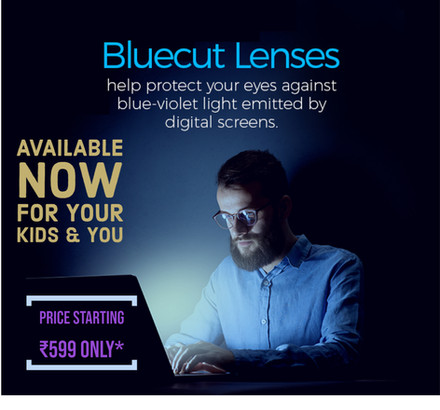 Bluecut Lenses
help protect your eyes against
blue-violet light emitted by
digital screens.
AVAILABLE
NOW
FOR YOUR
KIDS & YOU
PRICE STARTING
₹599 ONLY*